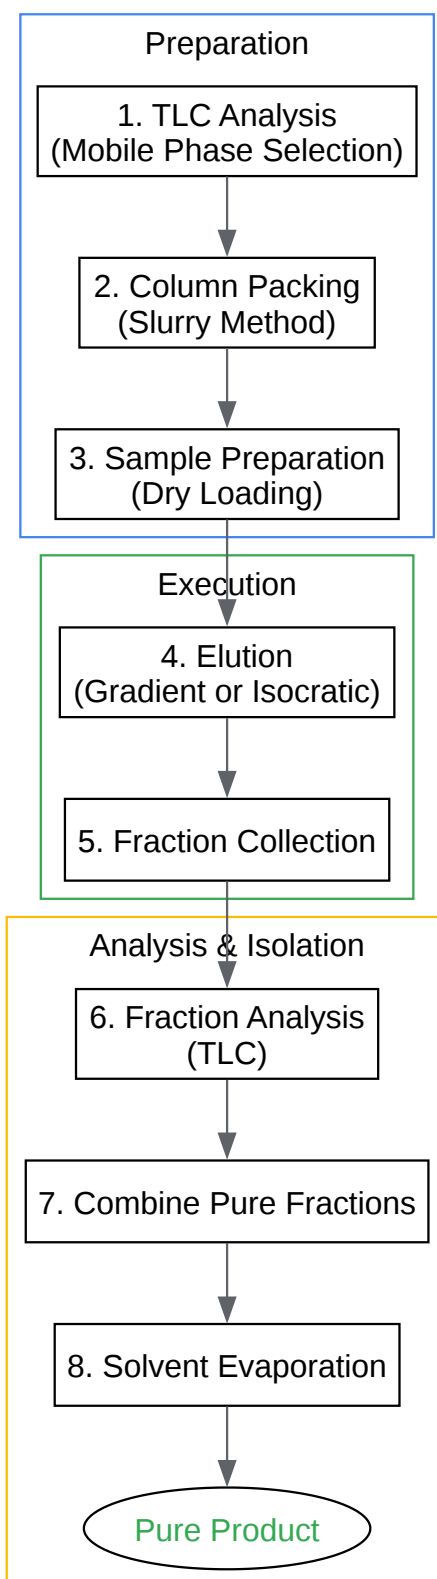 Preparation
1. TLC Analysis
(Mobile Phase Selection)
2. Column Packing
(Slurry Method)
3. Sample Preparation
(Dry Loading)
Execution
4. Elution
(Gradient or Isocratic)
5. Fraction Collection
Analysis & Isolation
6. Fraction Analysis
(TLC)
7. Combine Pure Fractions
8. Solvent Evaporation
Pure Product